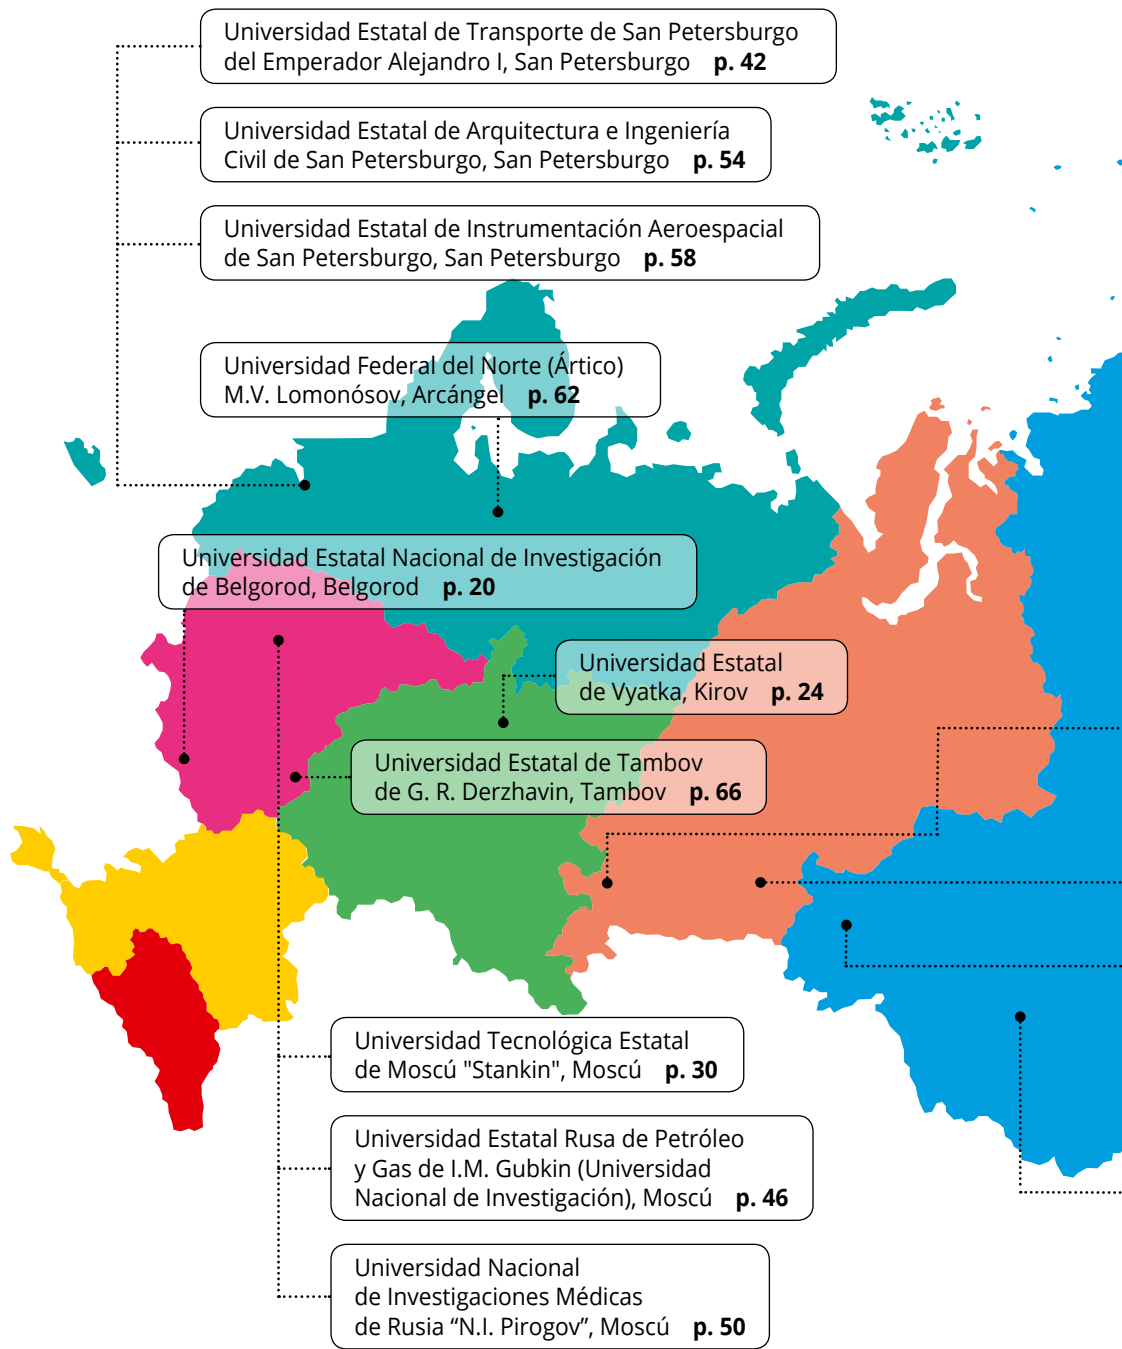 Universidad Estatal de Transporte de San Petersburgo
del Emperador Alejandro I, San Petersburgo p. 42
Universidad Estatal de Arquitectura e Ingeniería
Civil de San Petersburgo, San Petersburgo p. 54
Universidad Estatal de Instrumentación Aeroespacial
de San Petersburgo, San Petersburgo p. 58
Universidad Federal del Norte (Ártico)
M.V. Lomonósov, Arcángel p. 62
Universidad Estatal Nacional de Investigación
de Belgorod, Belgorod p. 20
Universidad Estatal
de Vyatka, Kirov p. 24
Universidad Estatal de Tambov
de G. R. Derzhavin, Tambov p. 66
Universidad Tecnológica Estatal
de Moscú "Stankin", Moscú p. 30
Universidad Estatal Rusa de Petróleo
y Gas de I.M. Gubkin (Universidad
Nacional de Investigación), Moscú p. 46
Universidad Nacional
de Investigaciones Médicas
de Rusia “N.I. Pirogov”, Moscú p. 50